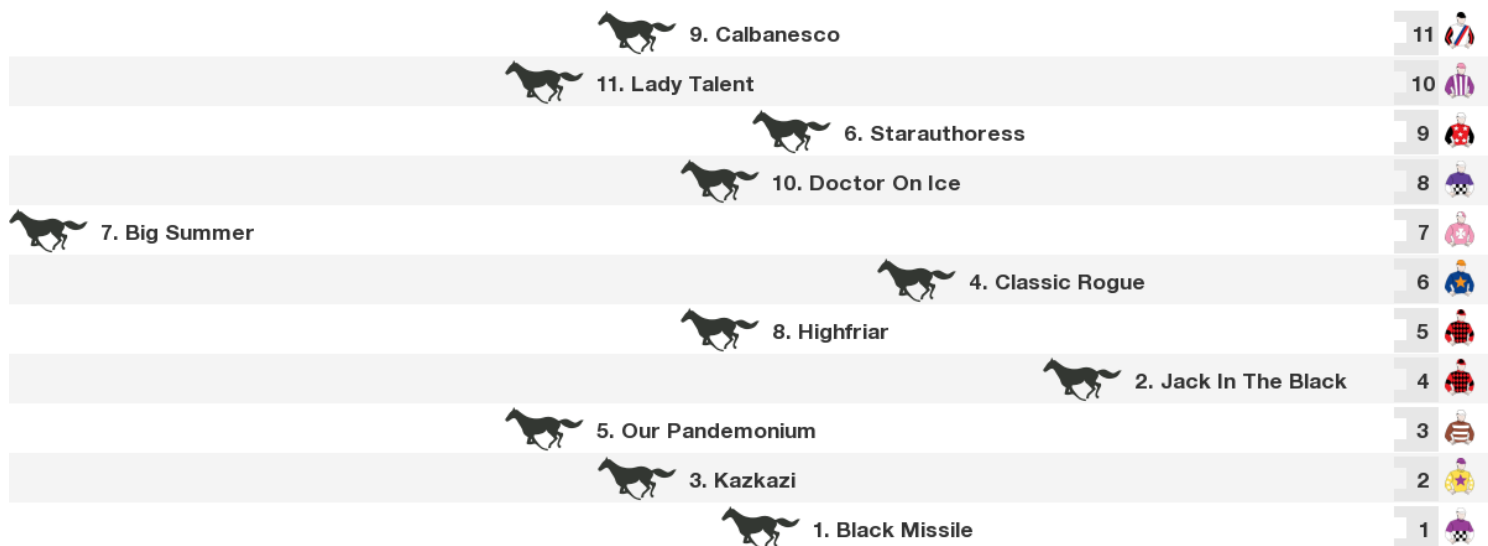 9. Calbanesco 11
11. Lady Talent 10
6. Starauthoress 9
10. Doctor On Ice 8
7. Big Summer 7
4. Classic Rogue 6
8. Highfriar 5
2. Jack In The Black 4
5. Our Pandemonium 3
3. Kazkazi 2
1. Black Missile 1